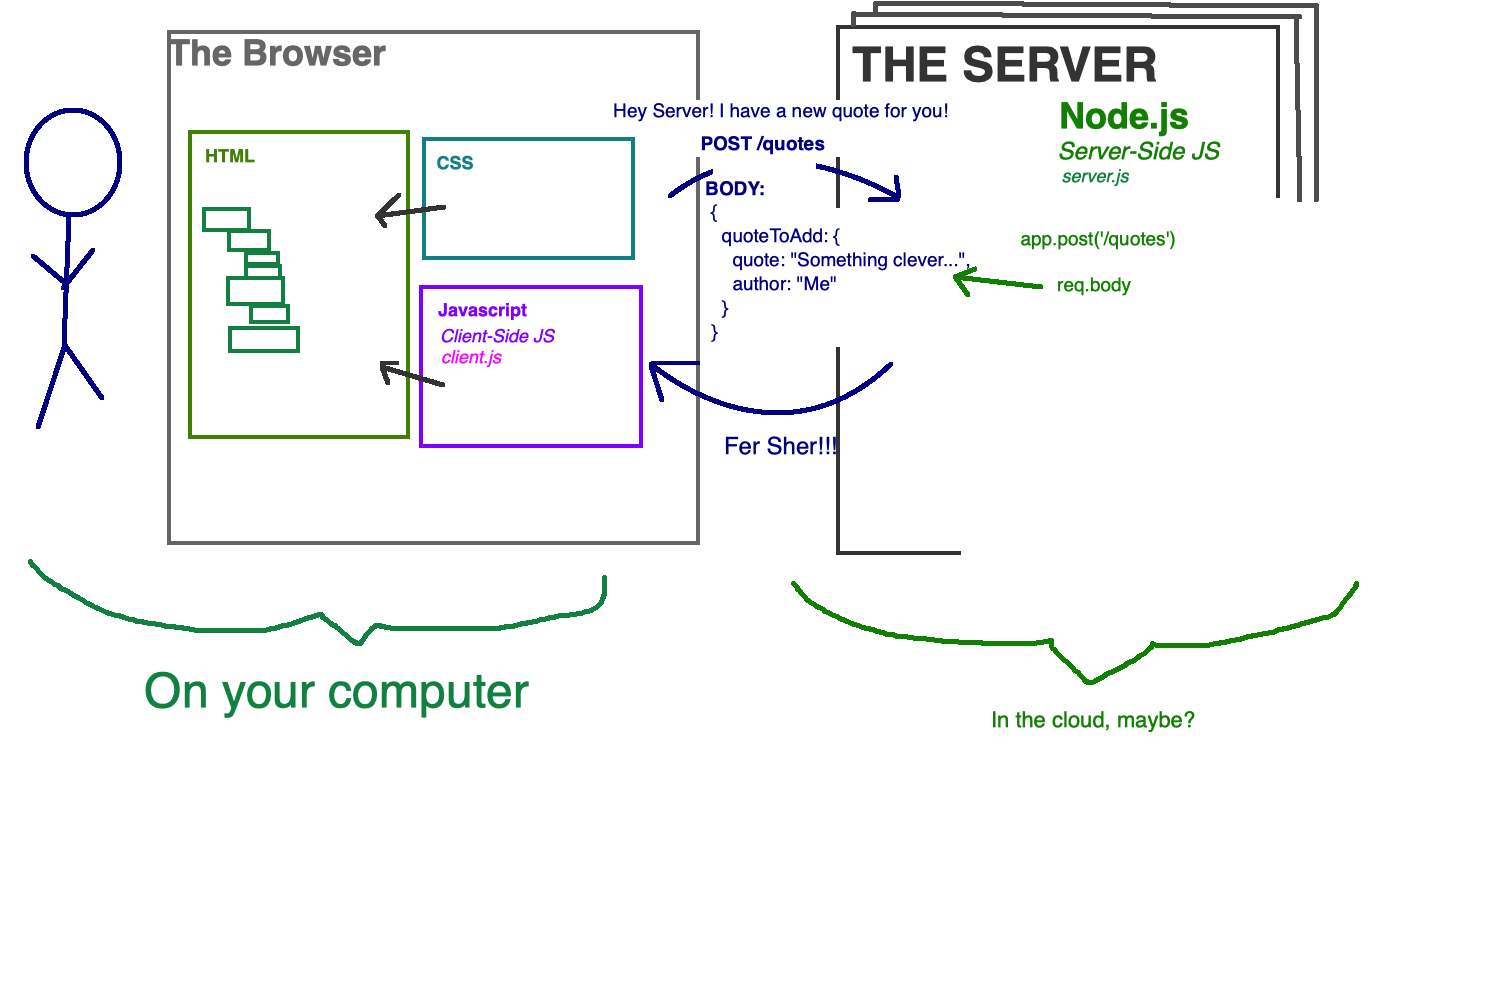 The Browser
THE SERVER
Hey Server! I have a new quote for you!
Node.js
POST /quotes
Server-Side JS
HTML
CSS
server.js
BODY:
{
quoteToAdd: {
app.post('/quotes')
quote: "Something clever...",
author: "Me"
req.body
}
}
Javascript
Client-Side JS
client.js
Fer Sher!!!
On your computer
In the cloud, maybe?